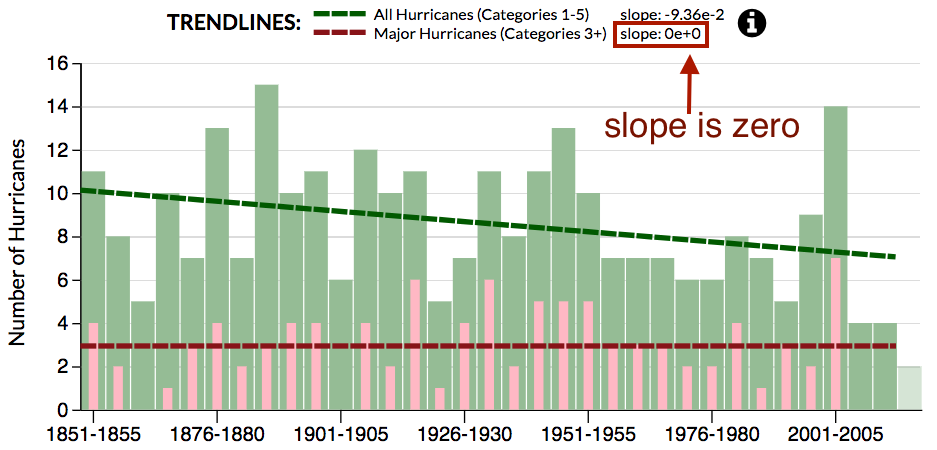 TRENDLINES:
All Hurricanes (Categories 1-5) slope: -9.36e-2
Major Hurricanes (Categories 3+) slope: 0e+0
i
slope is zero
Number of Hurricanes
16
14
12
10
8
6
4
2
0
1851-1855 1876-1880 1901-1905 1926-1930 1951-1955 1976-1980 2001-2005